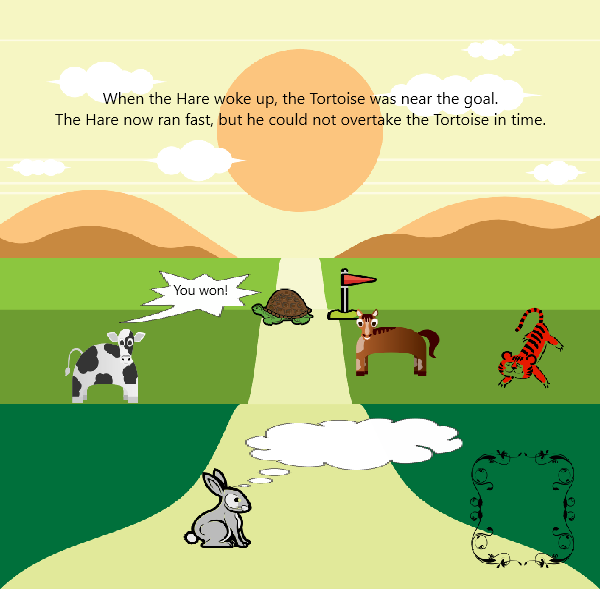 When the Hare woke up, the Tortoise was near the goal.
The Hare now ran fast, but he could not overtake the Tortoise in time.
You won!